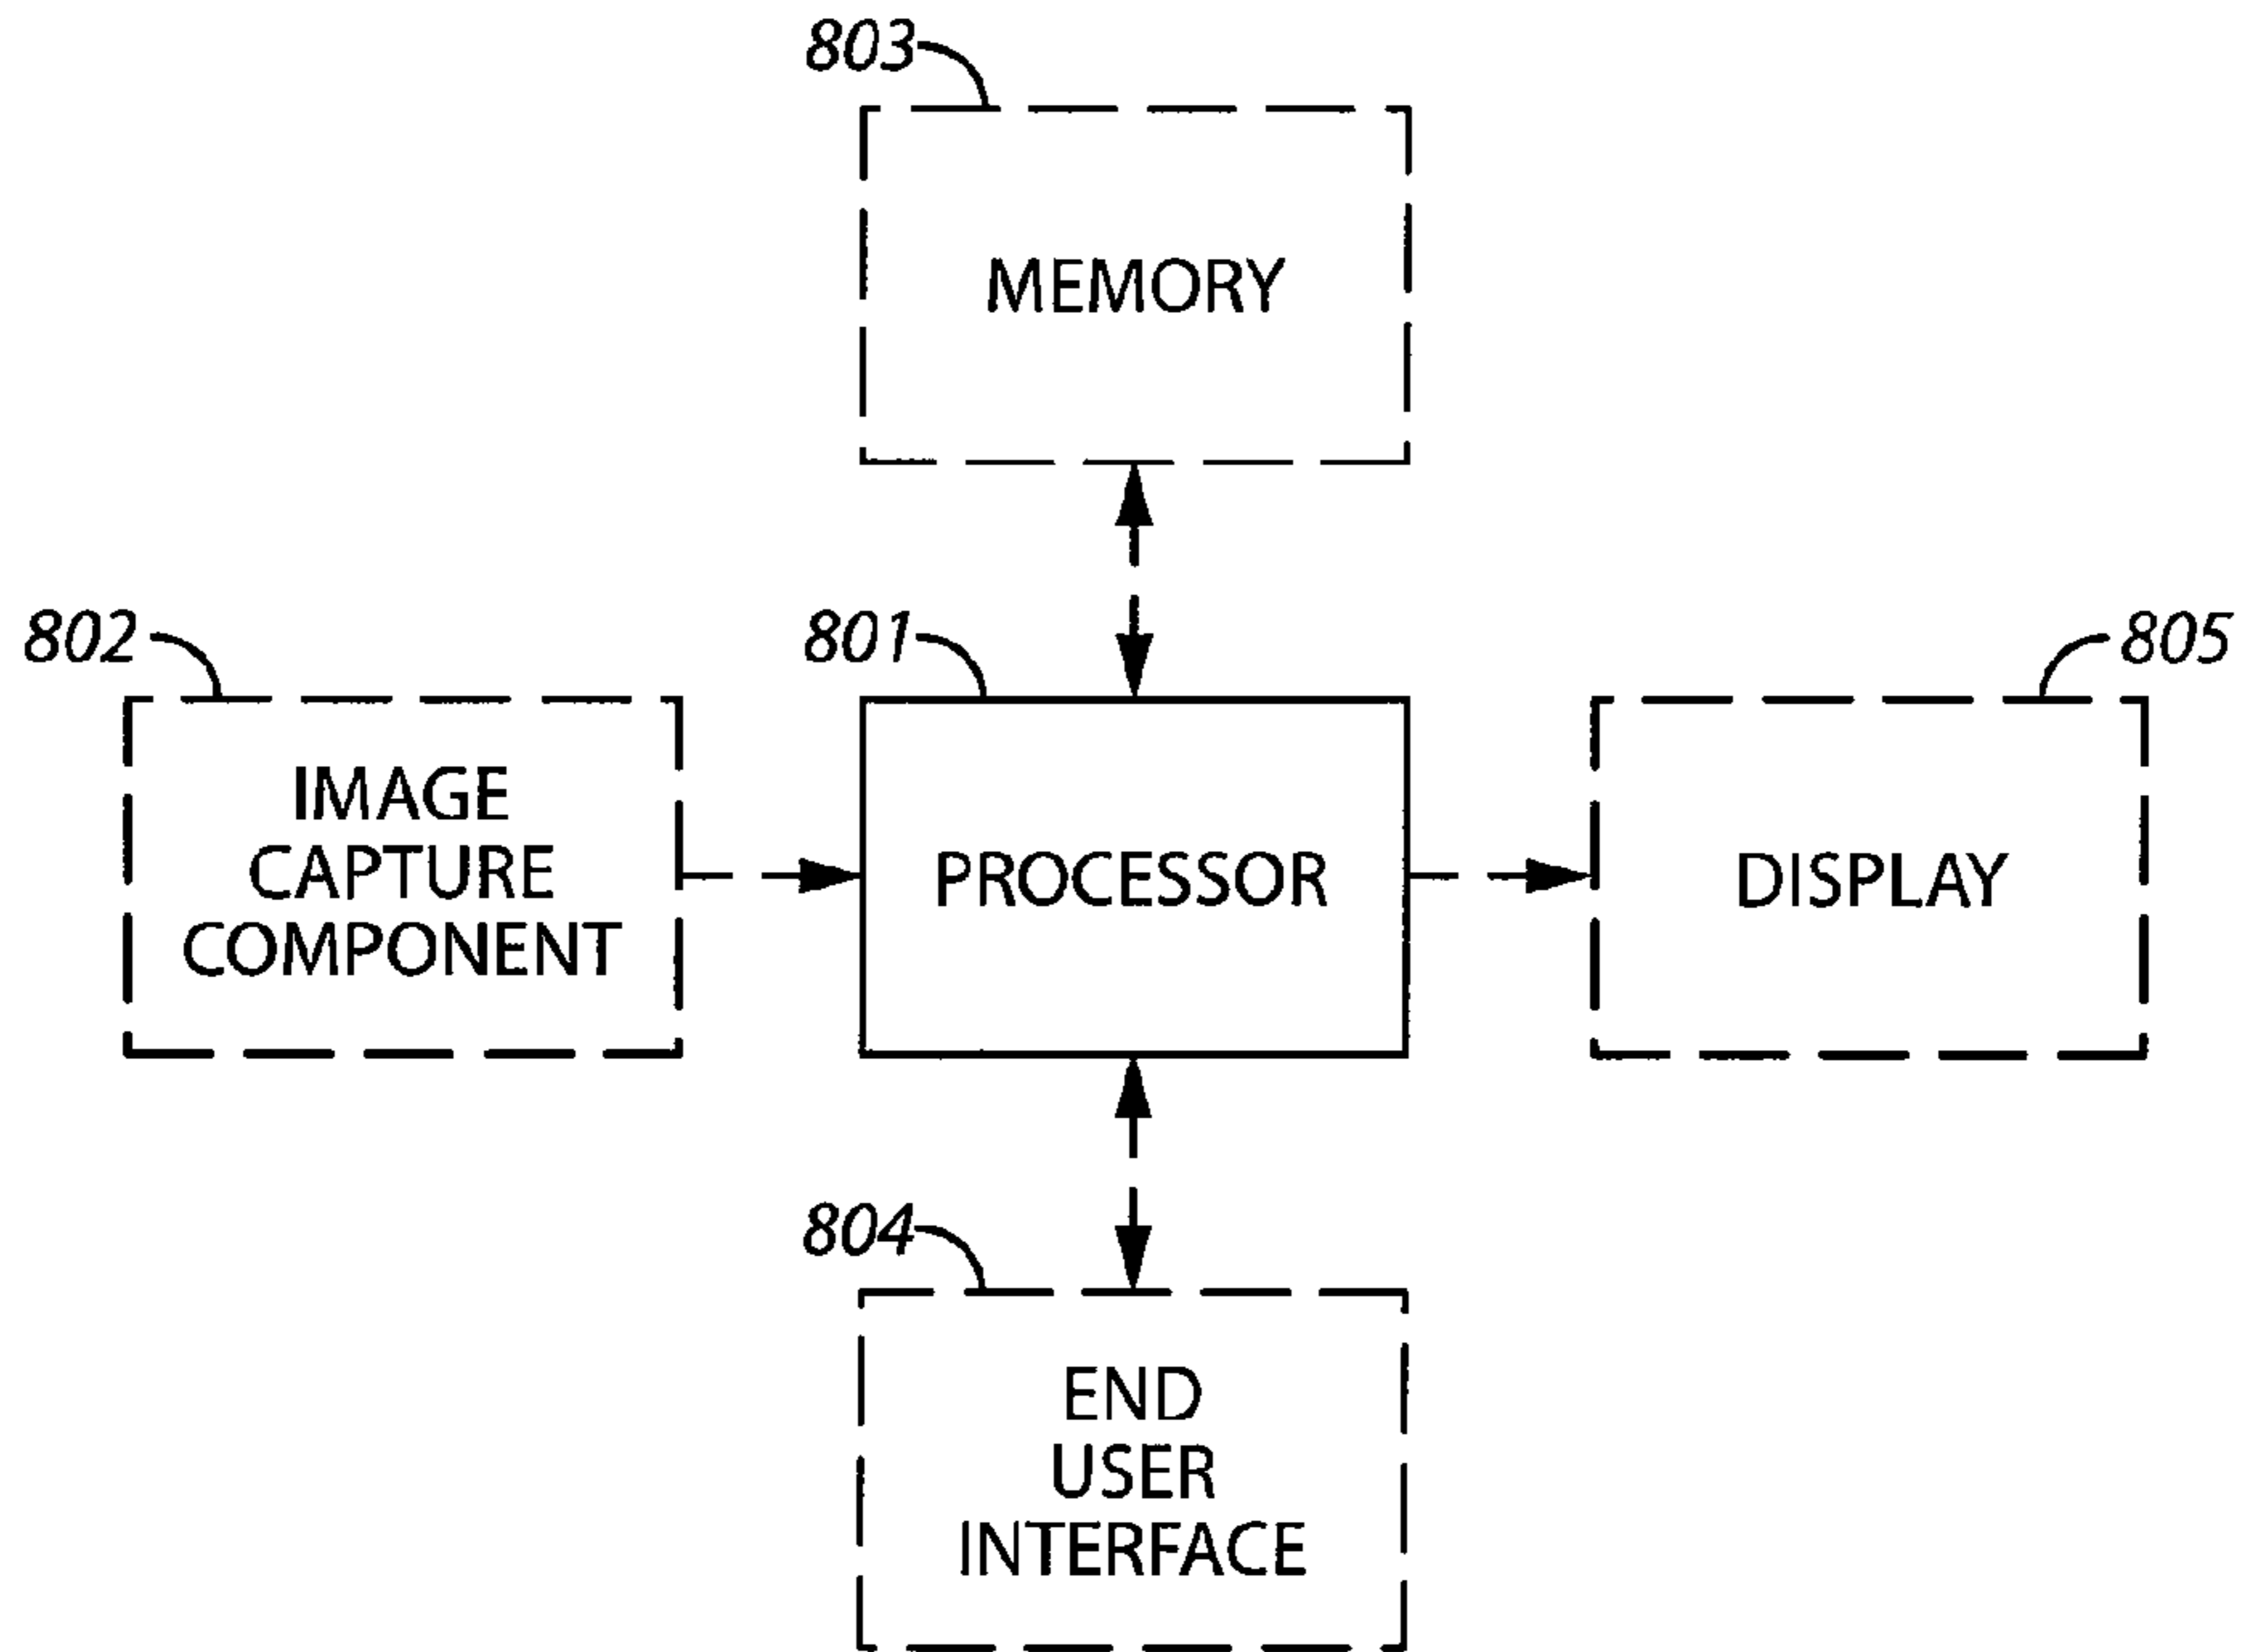 803
MEMORY
802
801
805
IMAGE
CAPTURE
COMPONENT
PROCESSOR
DISPLAY
804
END
USER
INTERFACE